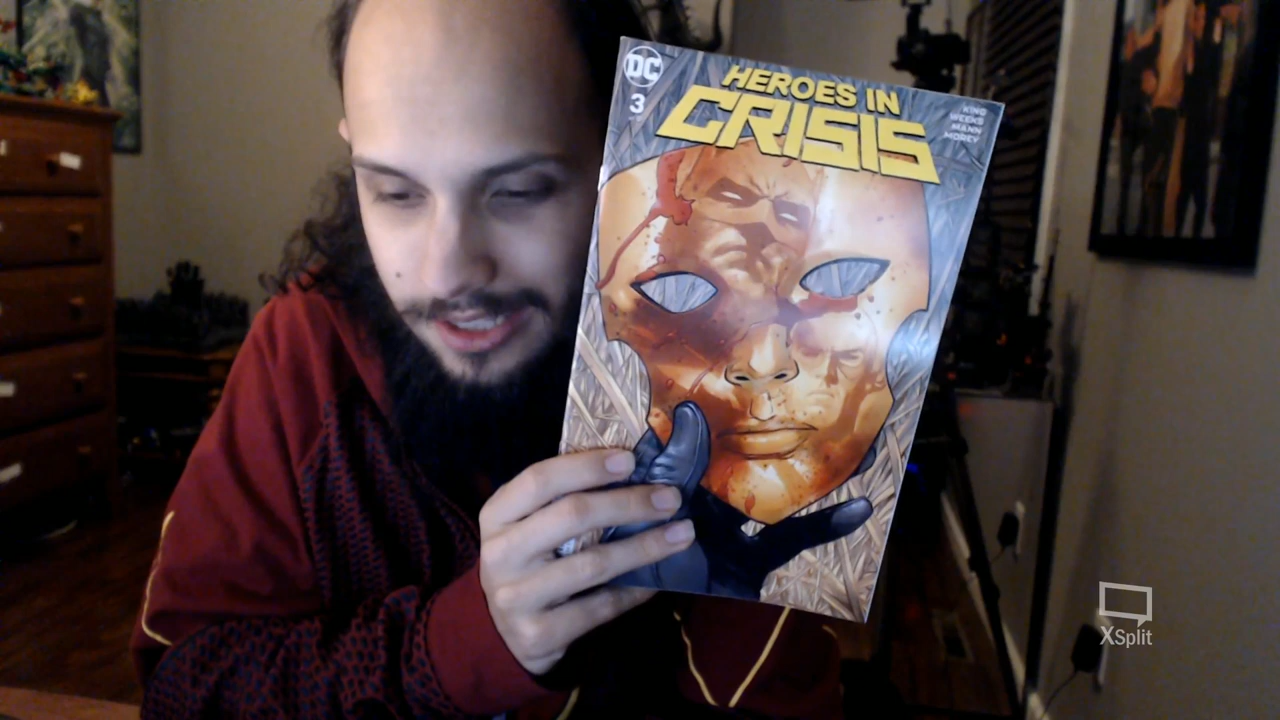 DC
3
HEROES IN
CRISIS
KING
WEEKS
MANN
MOREY
XSplit